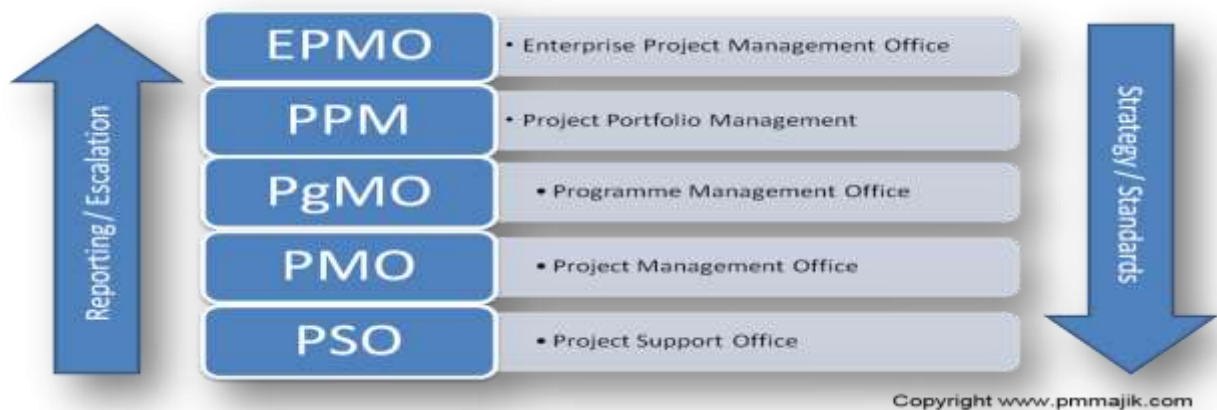 Reporting / Escalation
EPMO
• Enterprise Project Management Office
PPM
• Project Portfolio Management
PgMO
• Programme Management Office
PMO
• Project Management Office
PSO
• Project Support Office
Strategy / Standards
Copyright www.pmmajik.com